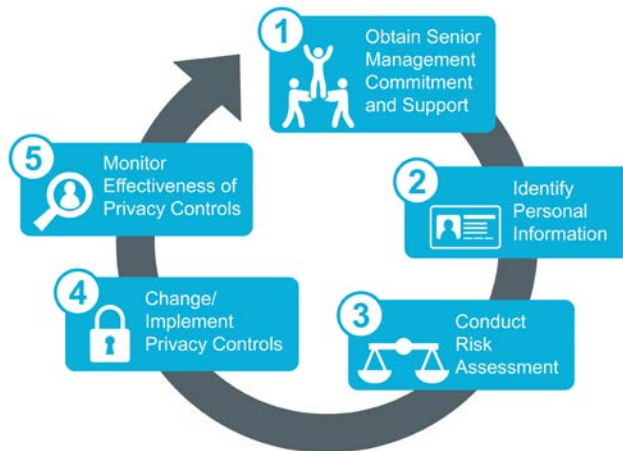 1
Obtain Senior
Management
Commitment
and Support
2
Identify
Personal
Information
3
Conduct
Risk
Assessment
4
Change/
Implement
Privacy Controls
5
Monitor
Effectiveness of
Privacy Controls